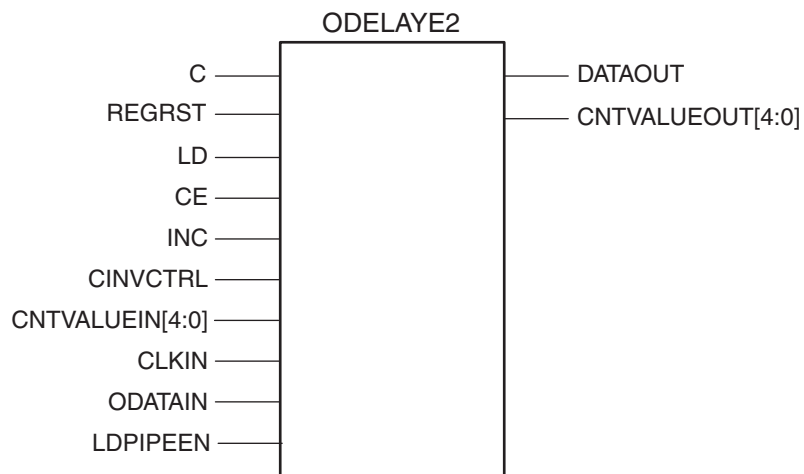 ODELAYE2
C
REGRST
LD
CE
INC
CINVCTRL
CNTVALUEIN[4:0]
CLKIN
ODATAIN
LDPIPEEN
DATAOUT
CNTVALUEOUT[4:0]